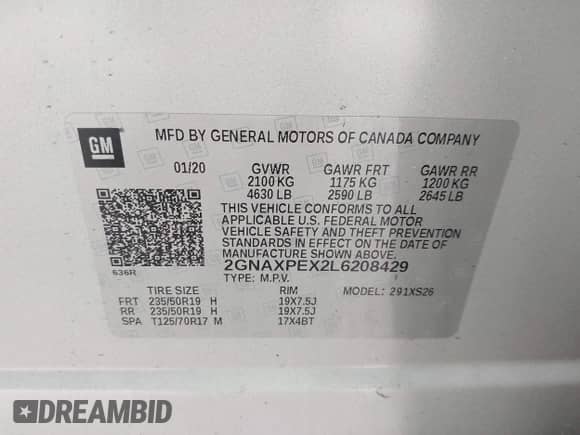 GM
MFD BY GENERAL MOTORS OF CANADA COMPANY
01/20 GVWR GAWR FRT GAWR RR
2100 KG 1175 KG 1200 KG
4630 LB 2590 LB 2645 LB
THIS VEHICLE CONFORMS TO ALL
APPLICABLE U.S. FEDERAL MOTOR
VEHICLE SAFETY AND THEFT PREVENTION
STANDARDS IN EFFECT ON THE DATE OF
MANUFACTURE SHOWN ABOVE.
636R 2GNAXPEX2L6208429
TYPE: M.P.V.
TIRE SIZE RIM MODEL: 291XS26
FRT 235/50R19 H 19X7.5J
RR 235/50R19 H 19X7.5J
SPA T125/70R17 M 17X4BT
DREAMBID